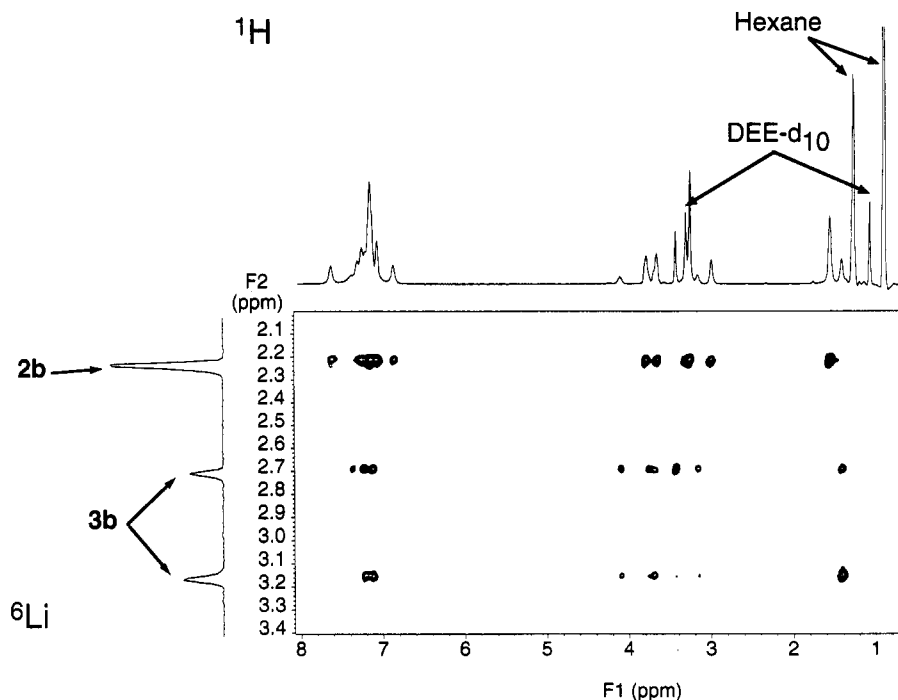 ¹H
Hexane
DEE-d₁₀
F2
(ppm)
2.1
2.2
2.3
2.4
2.5
2.6
2.7
2.8
2.9
3.0
3.1
3.2
3.3
3.4
2b
3b
⁶Li
8 7 6 5 4 3 2 1
F1 (ppm)